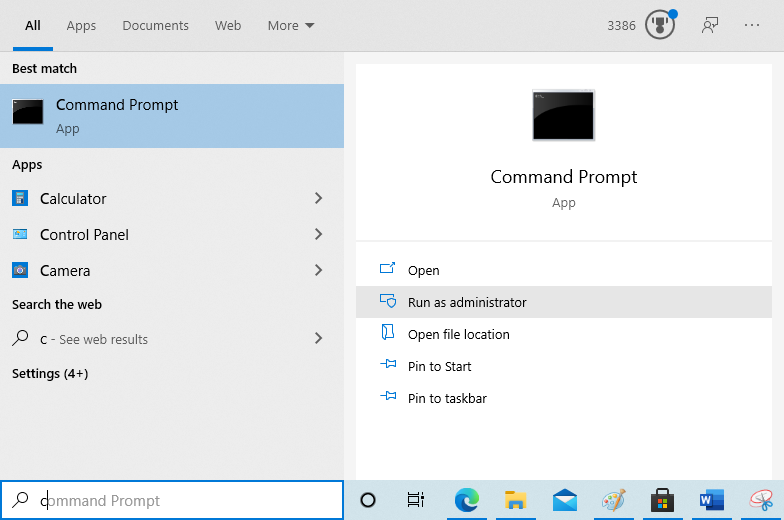 All Apps Documents Web More 3386
Best match
Command Prompt
App
Apps
Calculator
Control Panel
Camera
Search the web
c - See web results
Settings (4+)
Command Prompt
App
Open
Run as administrator
Open file location
Pin to Start
Pin to taskbar
command Prompt